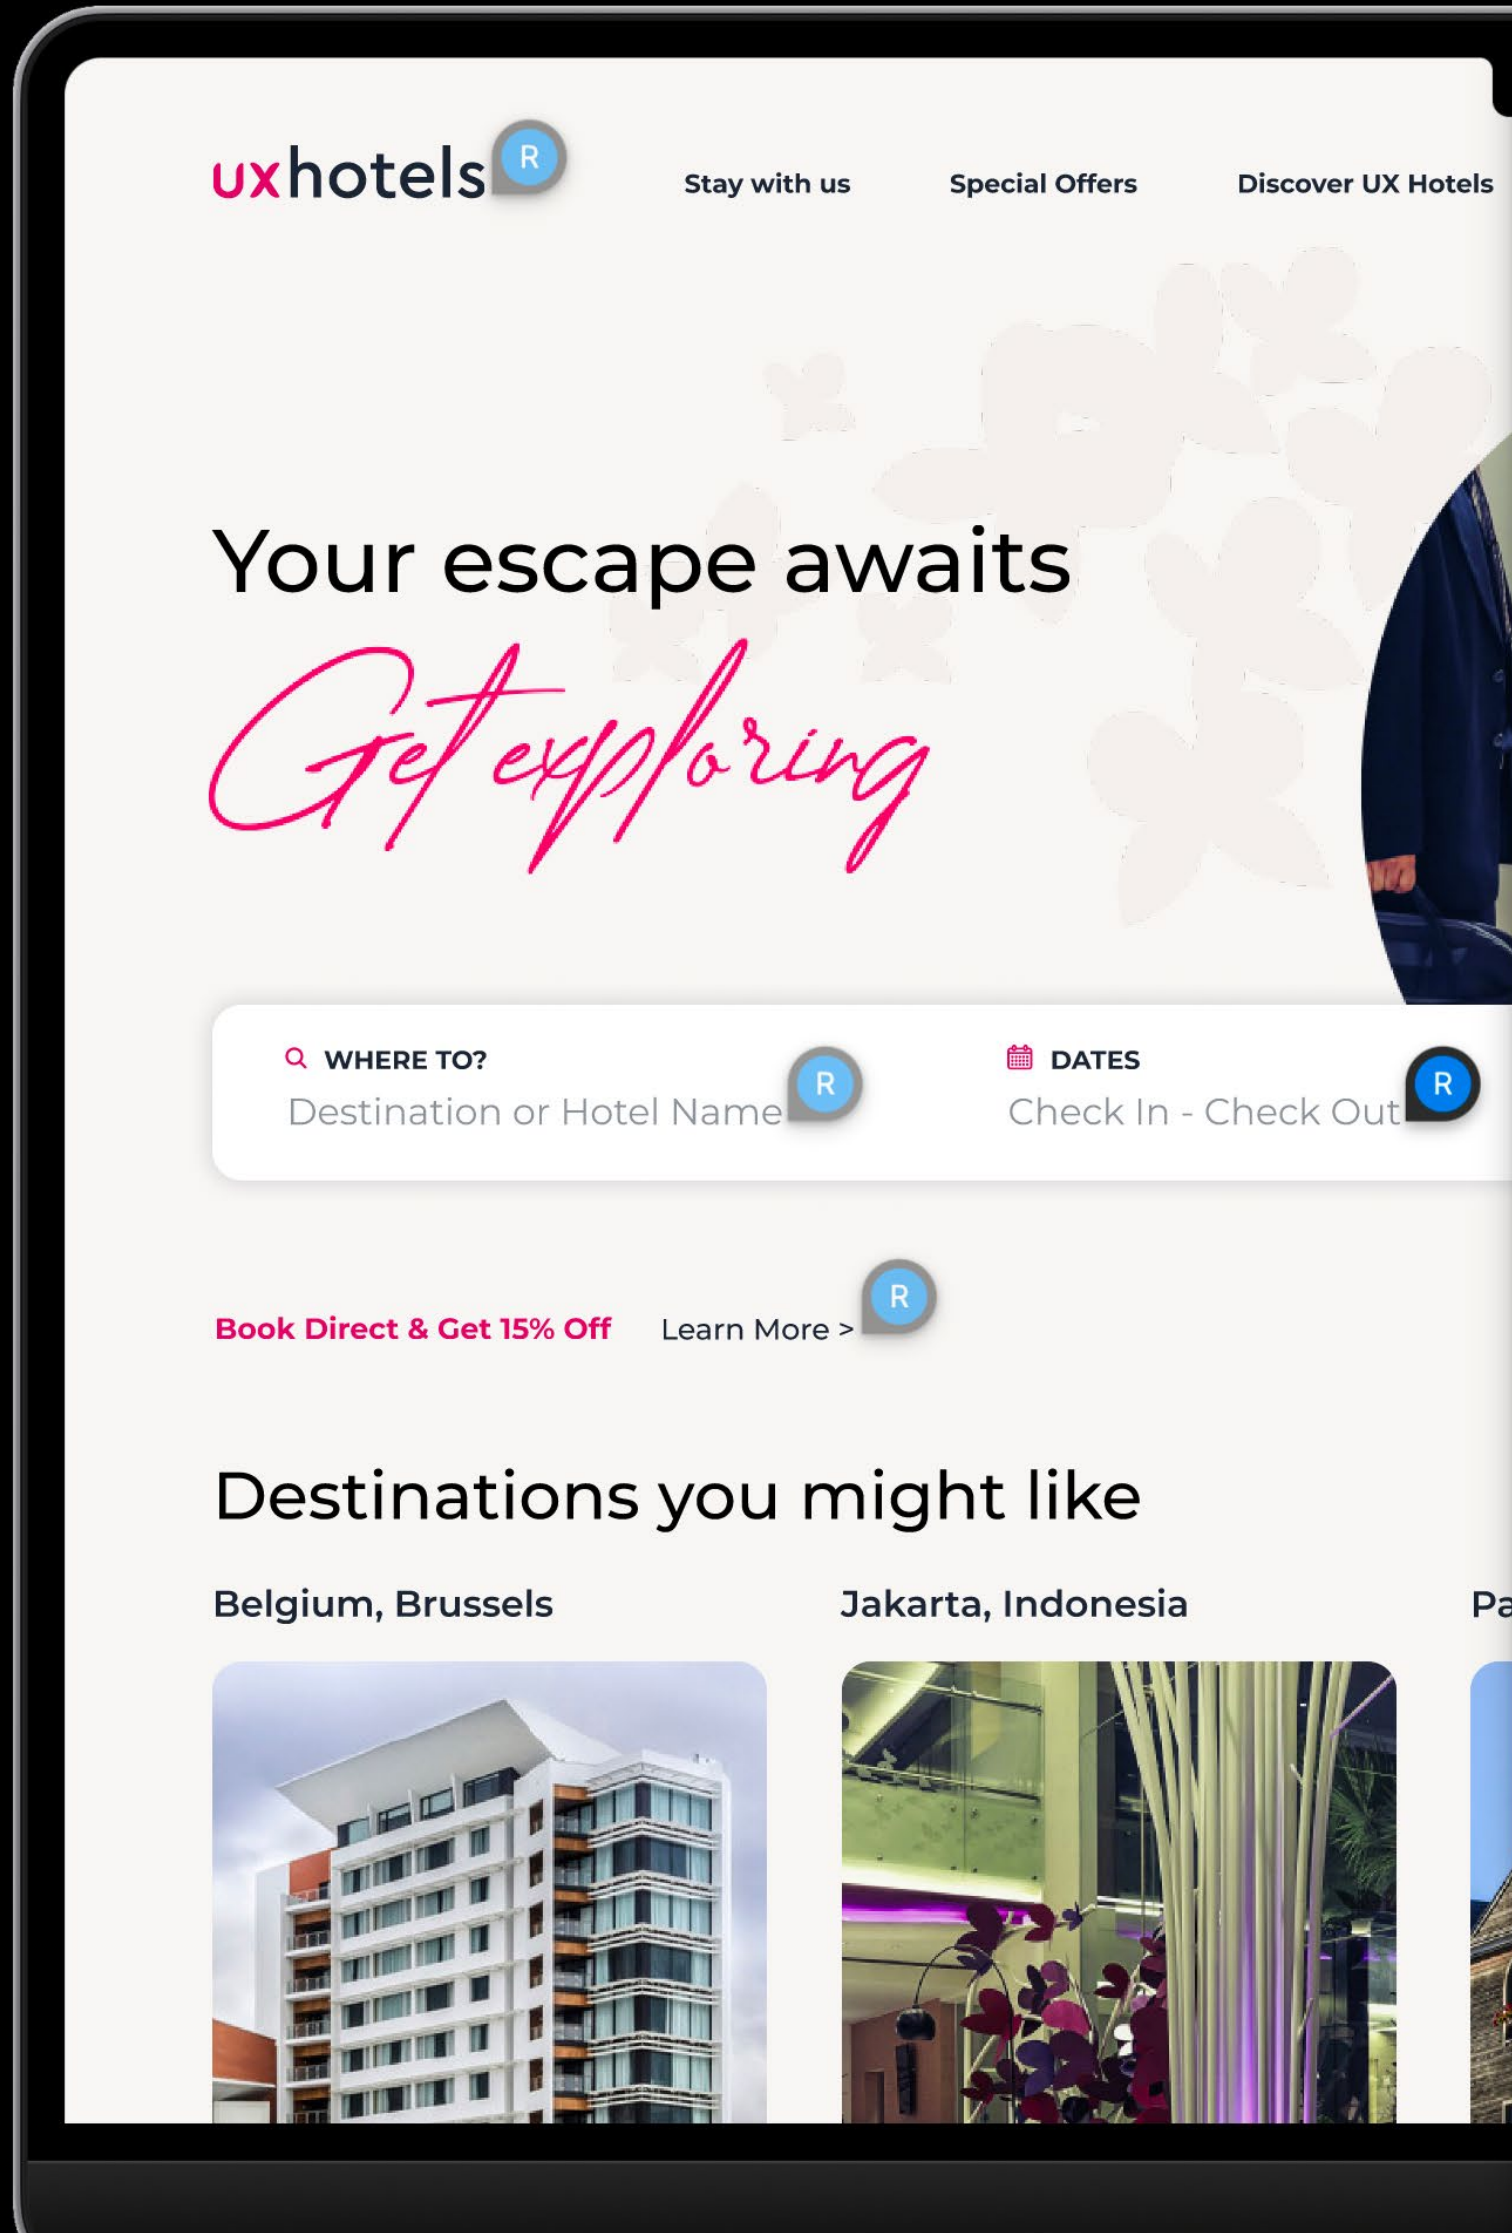 uxhotels R
Stay with us Special Offers Discover UX Hotels
Your escape awaits
Get exploring
WHERE TO? R
Destination or Hotel Name
DATES R
Check In - Check Out
Book Direct & Get 15% Off Learn More > R
Destinations you might like
Belgium, Brussels
Jakarta, Indonesia
Pa